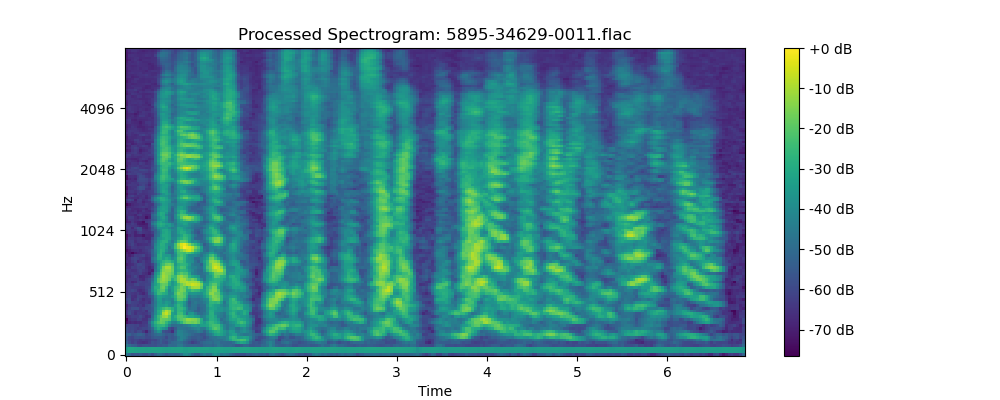 Processed Spectrogram: 5895-34629-0011.flac
4096
2048
1024
512
0
Hz
0 1 2 3 4 5 6
Time
+0 dB
-10 dB
-20 dB
-30 dB
-40 dB
-50 dB
-60 dB
-70 dB